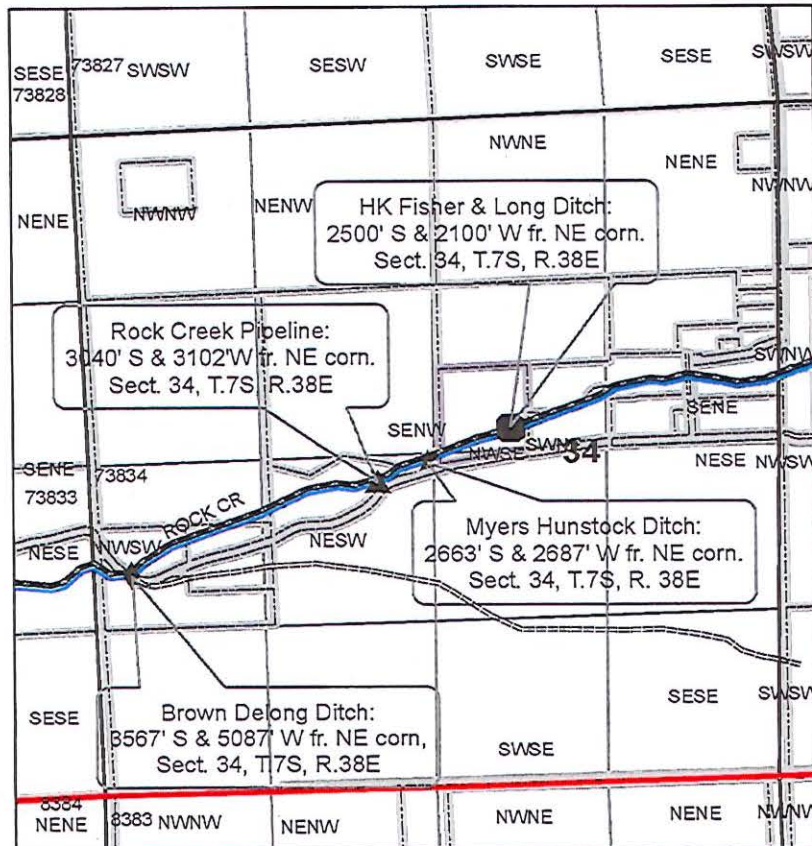 73827 SWSW
SESW
SWSE
SESE
SWSW
SESE
73828
NWNE
NENE
NENE
NWNW
NENW
NWNW
HK Fisher & Long Ditch:
2500' S & 2100' W fr. NE corn.
Sect. 34, T.7S, R.38E
Rock Creek Pipeline:
3040' S & 3102'W fr. NE corn.
Sect. 34, T.7S, R.38E
SWNW
SENE
SENW
SWNE
NWSE
34
NESE
NWSW
SENE
73834
73833
ROCK CR
NESE
NWSW
NESW
Myers Hunstock Ditch:
2663' S & 2687' W fr. NE corn.
Sect. 34, T.7S, R. 38E
SESE
Brown Delong Ditch:
3567' S & 5087' W fr. NE corn,
Sect. 34, T.7S, R.38E
SESE
SWSW
SWSE
8384
NENE
8383 NWNW
NENW
NWNE
NENE
NWNW